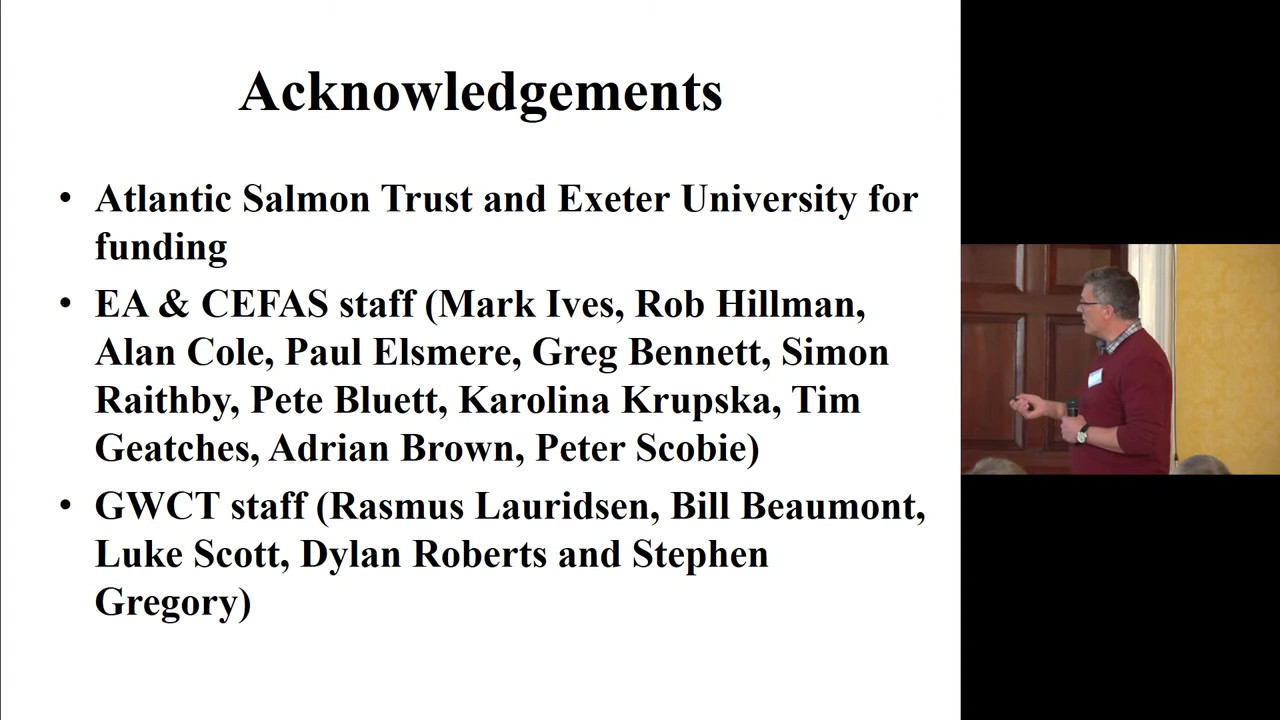 Acknowledgements
• Atlantic Salmon Trust and Exeter University for
funding
• EA & CEFAS staff (Mark Ives, Rob Hillman,
Alan Cole, Paul Elsmere, Greg Bennett, Simon
Raithby, Pete Bluett, Karolina Krupska, Tim
Geatches, Adrian Brown, Peter Scobie)
• GWCT staff (Rasmus Lauridsen, Bill Beaumont,
Luke Scott, Dylan Roberts and Stephen
Gregory)